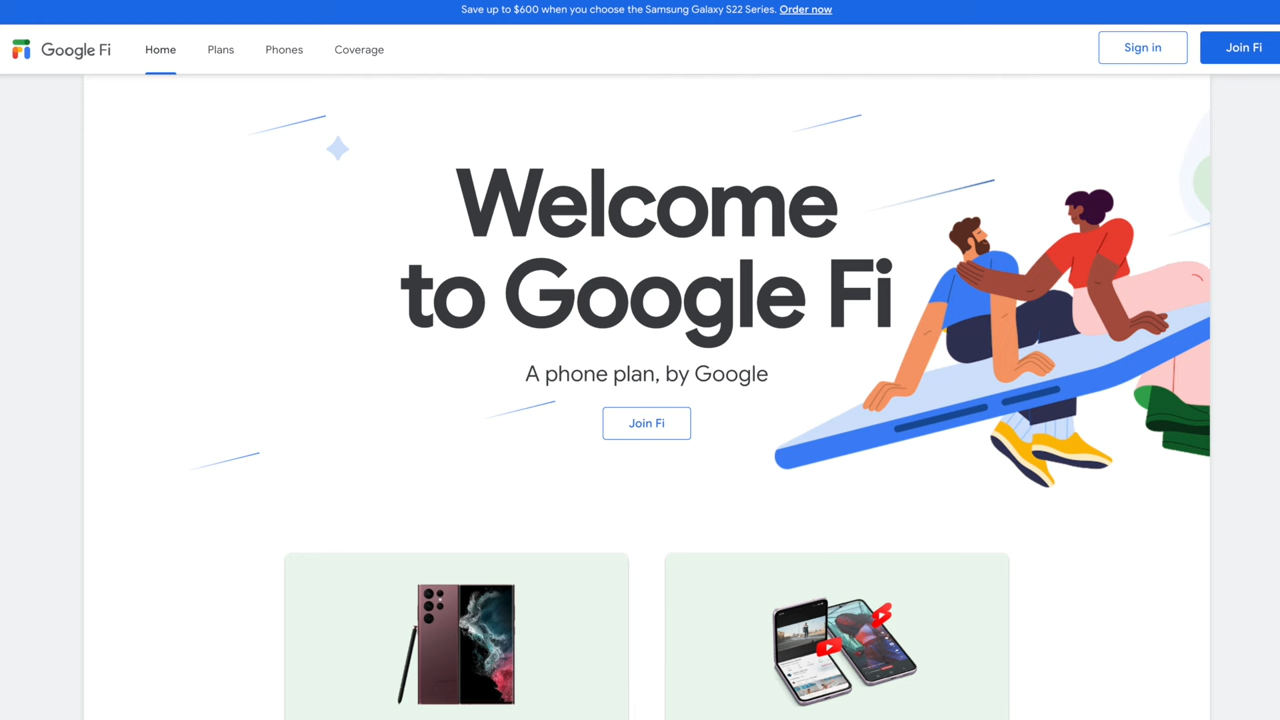 Save up to $600 when you choose the Samsung Galaxy S22 Series. Order now
Google Fi
Home
Plans
Phones
Coverage
Sign in
Join Fi
Welcome
to Google Fi
A phone plan, by Google
Join Fi